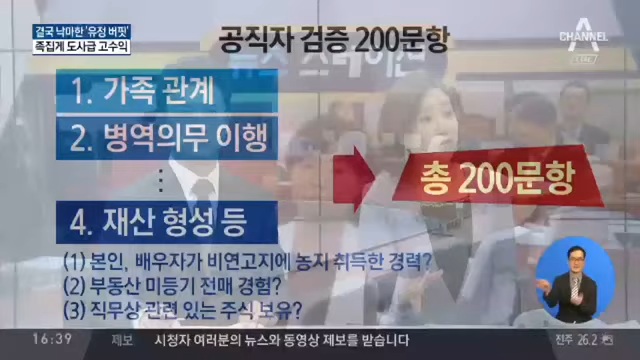 결국 낙마한 '유정 버핏'
족집게 도사급 고수익
공직자 검증 200문항
CHANNEL A
뉴스 스테이션
1. 가족 관계
2. 병역의무 이행
⋮
4. 재산 형성 등
총 200문항
(1) 본인, 배우자가 비연고지에 농지 취득한 경력?
(2) 부동산 미등기 전매 경험?
(3) 직무상 관련 있는 주식 보유?
16:39 제보 시청자 여러분의 뉴스와 동영상 제보를 받습니다 전주 26.2